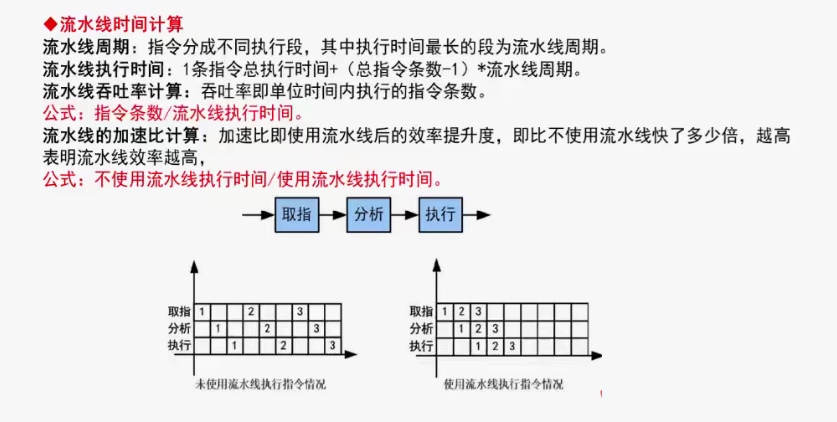 ◆流水线时间计算
流水线周期：指令分成不同执行段，其中执行时间最长的段为流水线周期。
流水线执行时间：1条指令总执行时间+（总指令条数-1）*流水线周期。
流水线吞吐率计算：吞吐率即单位时间内执行的指令条数。
公式：指令条数/流水线执行时间。
流水线的加速比计算：加速比即使用流水线后的效率提升度，即比不使用流水线快了多少倍，越高
表明流水线效率越高，
公式：不使用流水线执行时间/使用流水线执行时间。
取指 分析 执行
取指 1 2 3
分析 1 2 3
执行 1 2 3
未使用流水线执行指令情况
取指 1 2 3
分析 1 2 3
执行 1 2 3
使用流水线执行指令情况